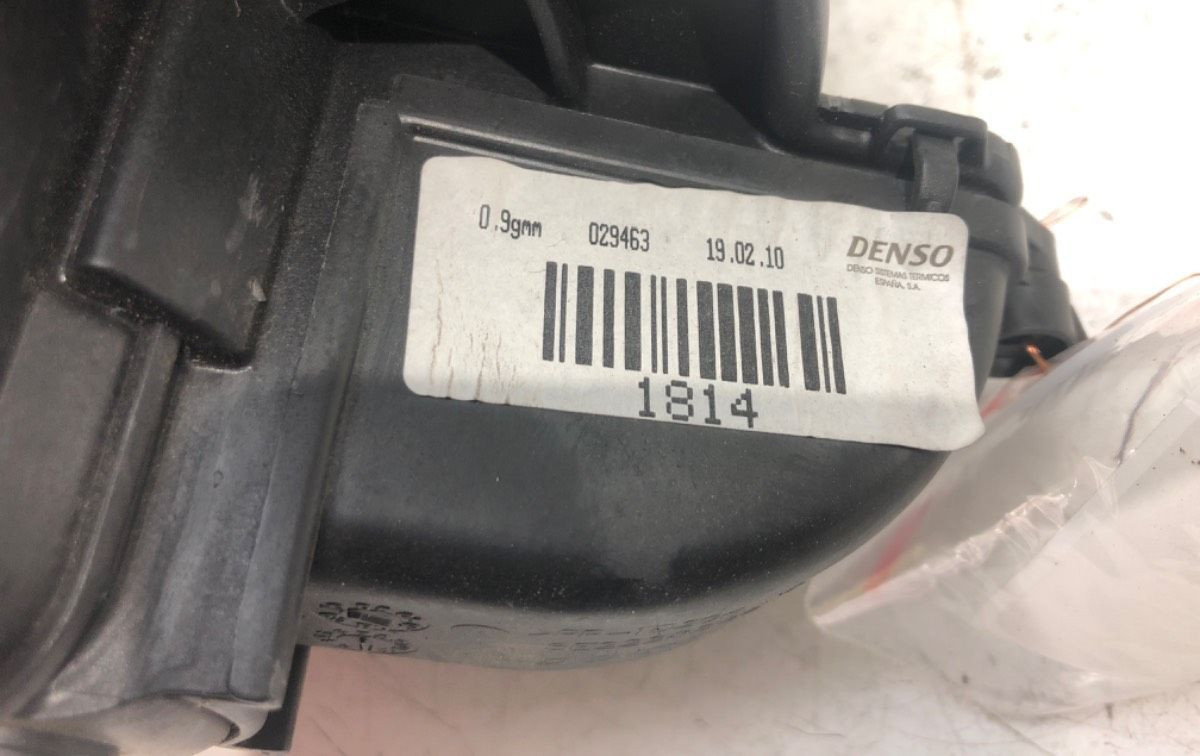 0.9gmm 029463 19.02.10
DENSO
DENSO SISTEMAS TERMICOS
ESPAÑA, S.A.
1814